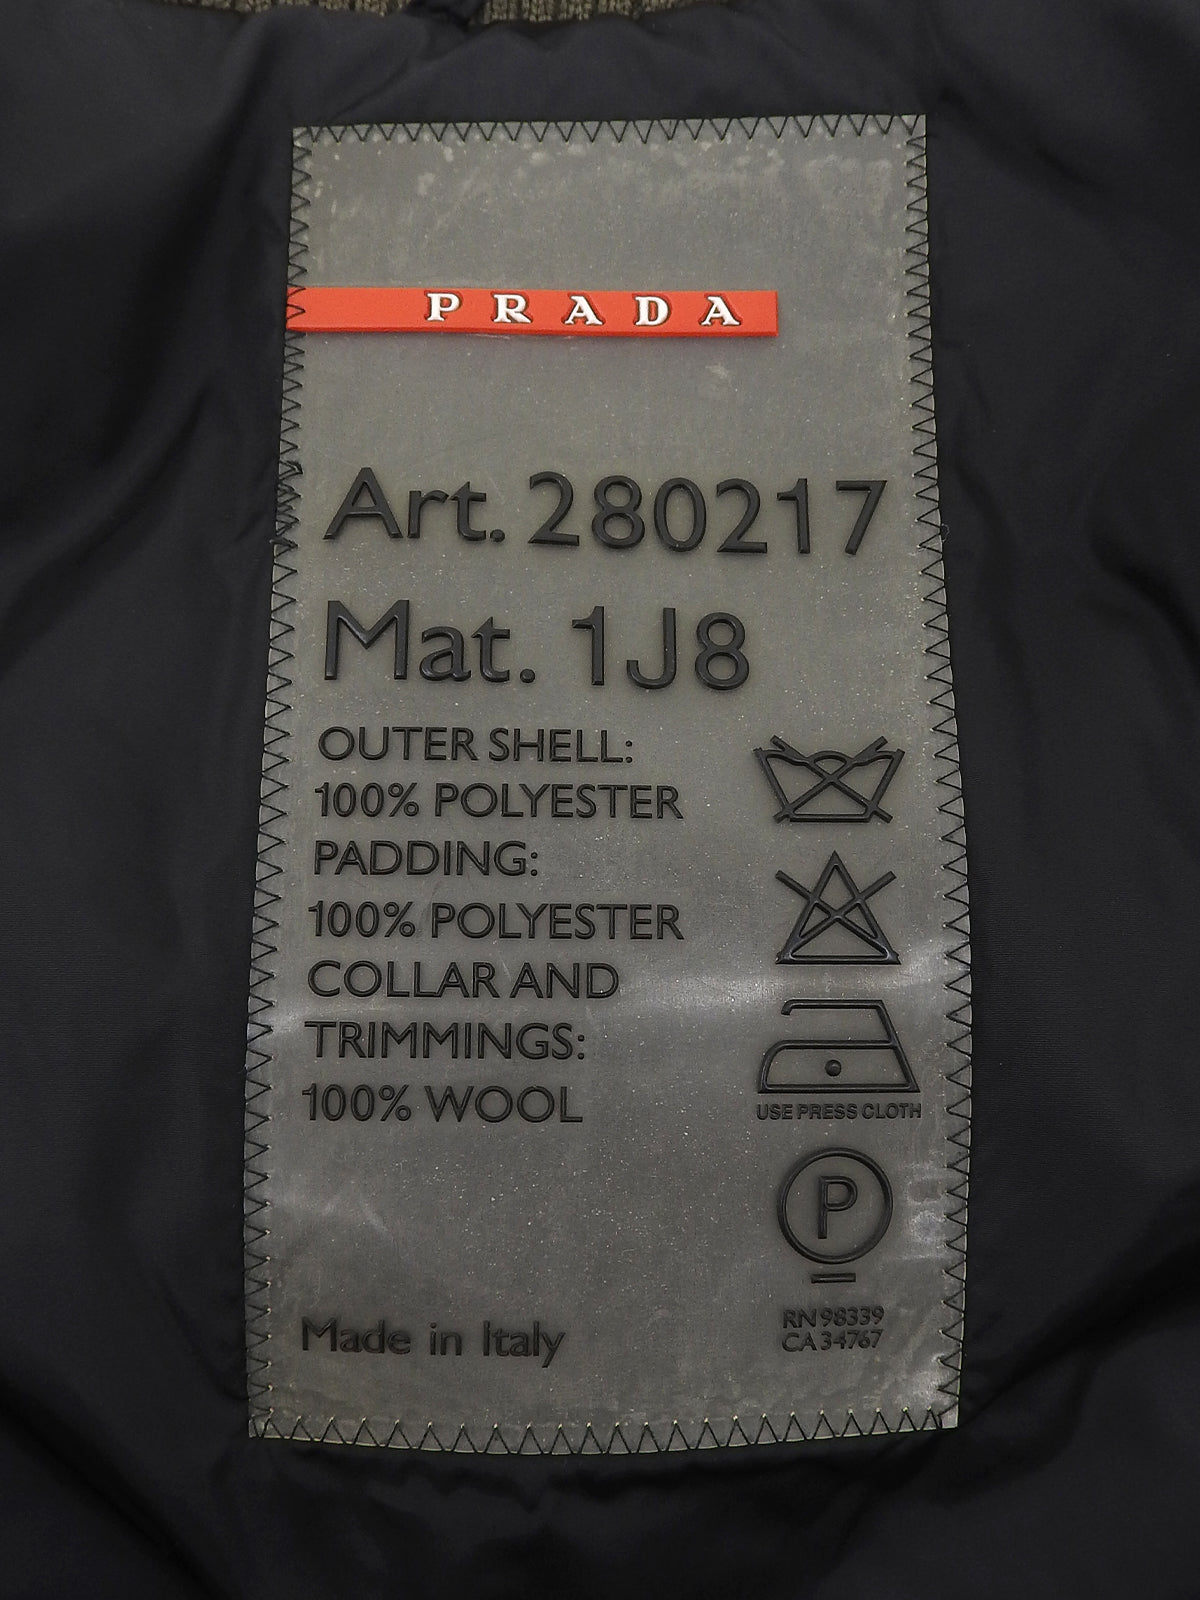 PRADA
Art. 280217
Mat. 1J8
OUTER SHELL:
100% POLYESTER
PADDING:
100% POLYESTER
COLLAR AND
TRIMMINGS:
100% WOOL
USE PRESS CLOTH
P
RN 98339
CA 34767
Made in Italy